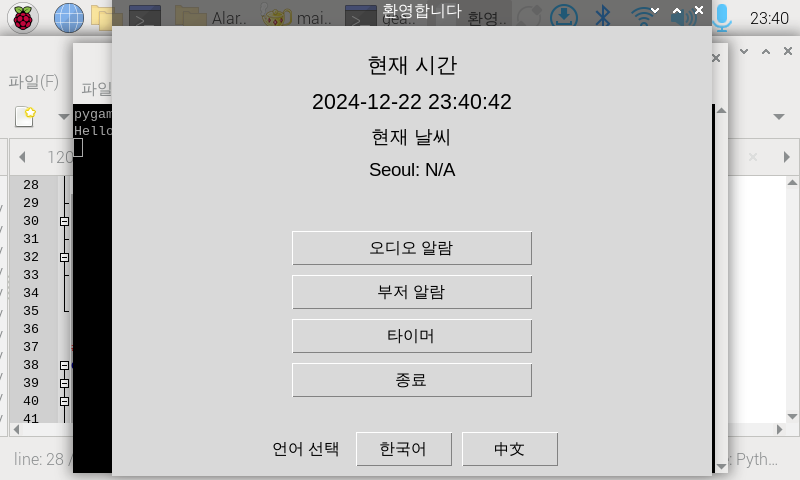 Alar..
mai..
gea..
환영..
23:40
환영합니다
파일(F)
파일
현재 시간
2024-12-22 23:40:42
현재 날씨
Seoul: N/A
pygam
Hello
120
28
29
30
31
32
33
34
35
36
37
38
39
40
41
오디오 알람
부저 알람
타이머
종료
언어 선택 한국어 中文
line: 28 /
: Pyth...